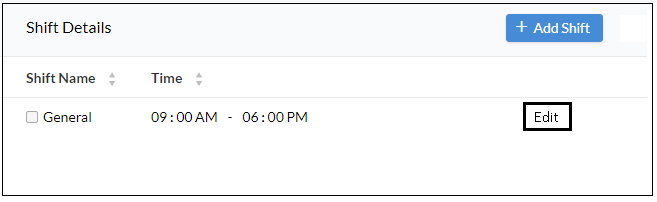 Shift Details + Add Shift
Shift Name Time
General 09 : 00 AM - 06 : 00 PM Edit